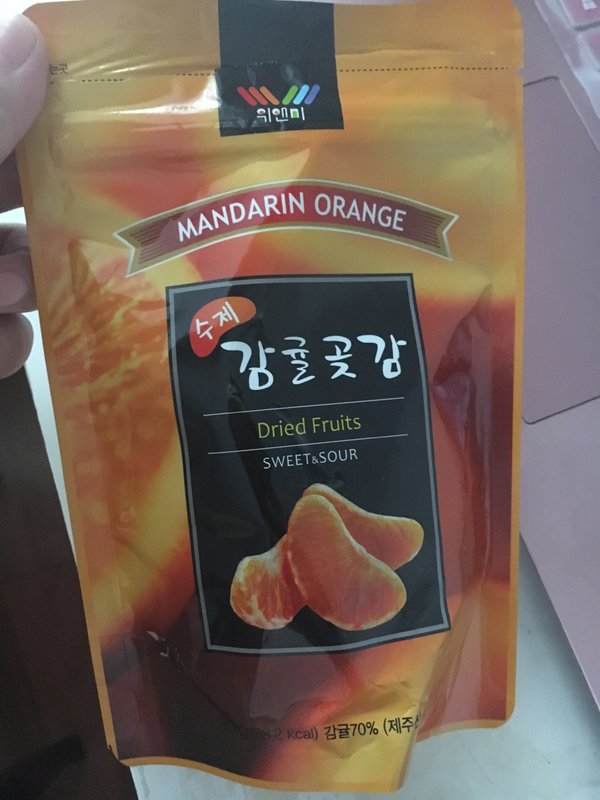 위앤미
MANDARIN ORANGE
수제
감귤곶감
Dried Fruits
SWEET&SOUR
kcal) 감귤70% (제주